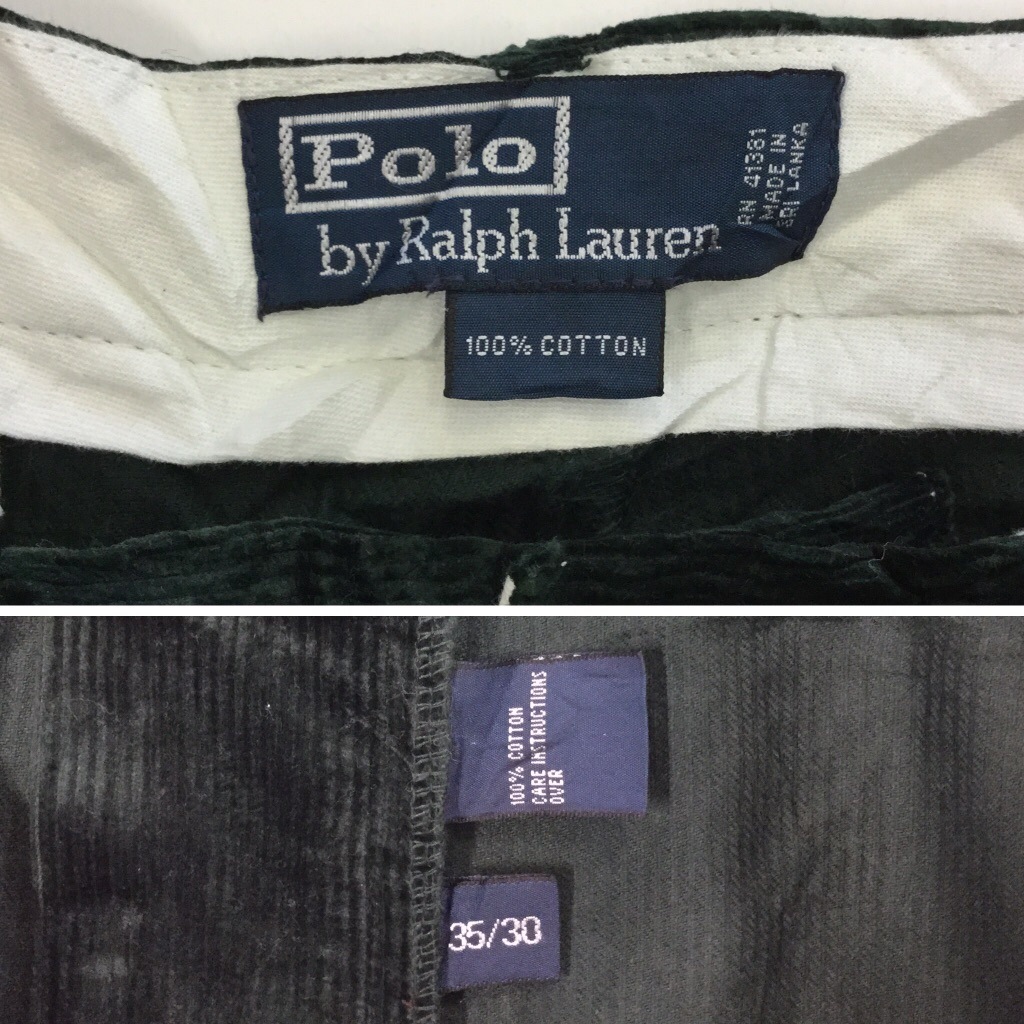 Polo
by Ralph Lauren
RN 41381
MADE IN
SRI LANKA
100% COTTON
100% COTTON
CARE INSTRUCTIONS
OVER
35/30